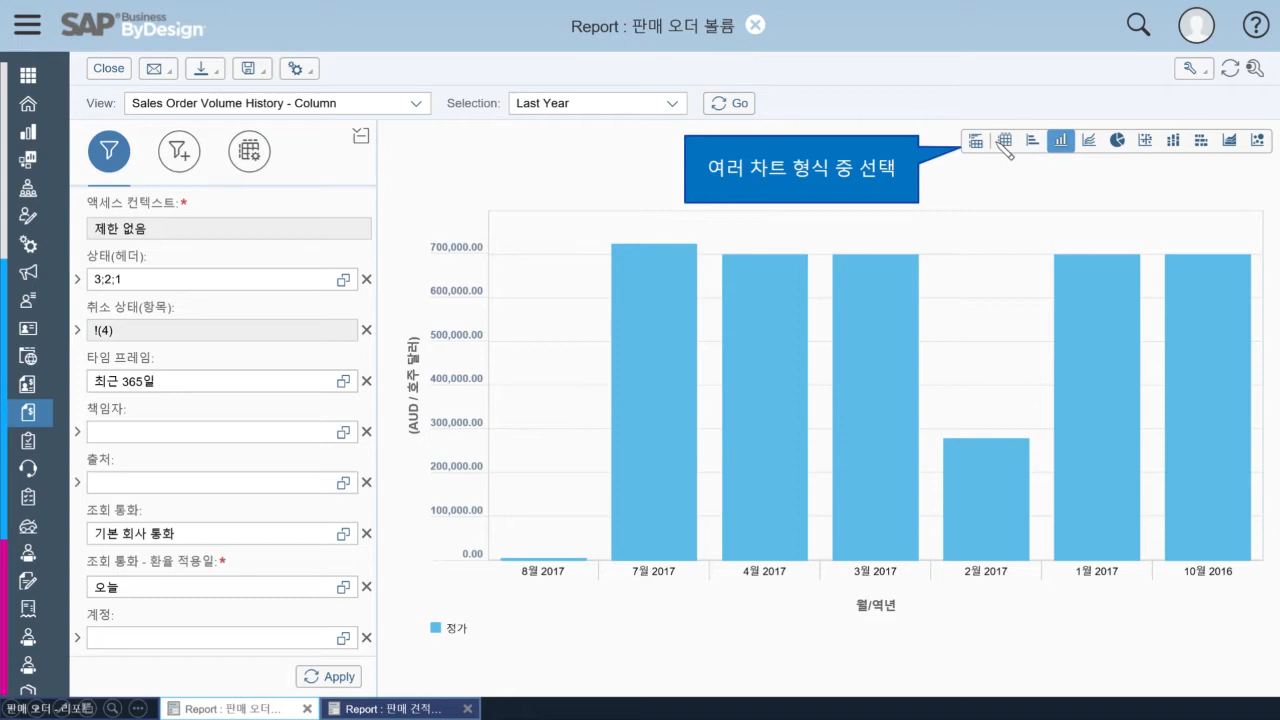 SAP Business ByDesign
Report : 판매 오더 볼륨
Close
View: Sales Order Volume History - Column
Selection: Last Year
Go
여러 차트 형식 중 선택
액세스 컨텍스트:*
제한 없음
상태(헤더):
3;2;1
취소 상태(항목):
!(4)
타임 프레임:
최근 365일
책임자:
출처:
조회 통화:
기본 회사 통화
조회 통화 - 환율 적용일:*
오늘
계정:
Apply
(AUD / 호주 달러)
700,000.00
600,000.00
500,000.00
400,000.00
300,000.00
200,000.00
100,000.00
0.00
8월 2017
7월 2017
4월 2017
3월 2017
2월 2017
1월 2017
10월 2016
월/역년
정가
판매 오더 - 리포트
Report : 판매 오더...
Report : 판매 견적...